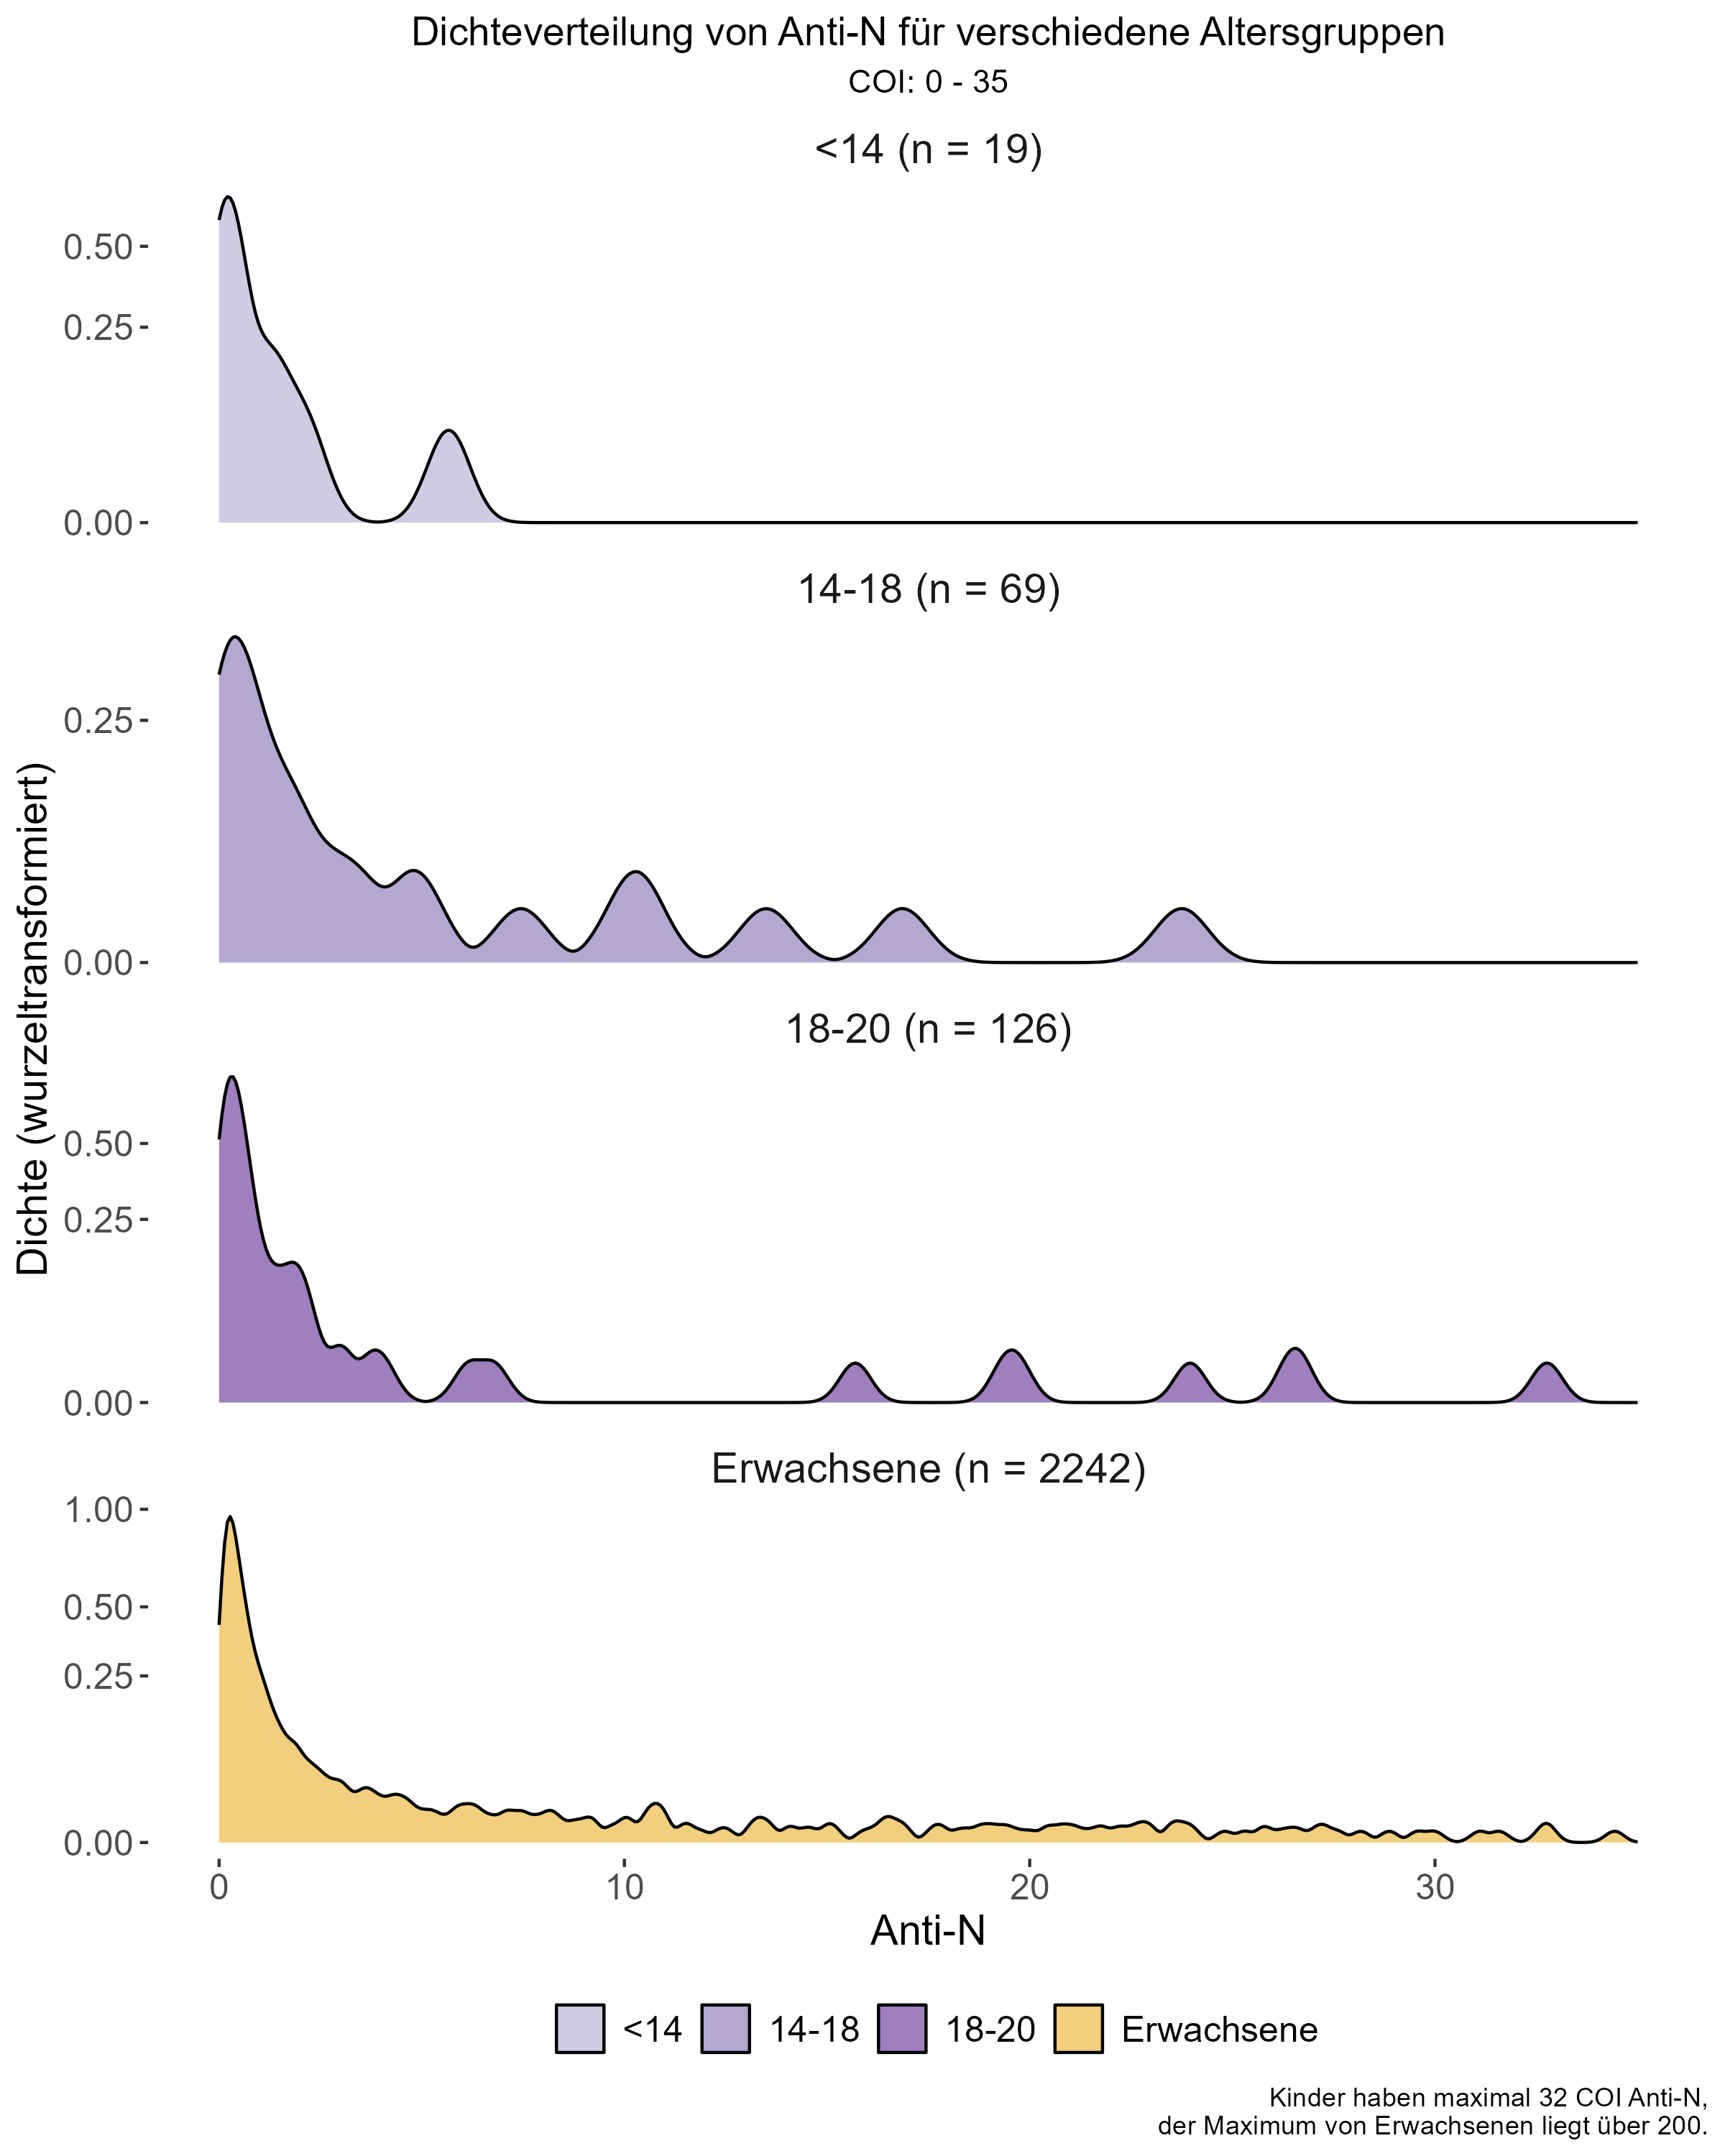 Dichteverteilung von Anti-N für verschiedene Altersgruppen
COI: 0 - 35
<14 (n = 19)
0.50
0.25
0.00
14-18 (n = 69)
0.25
0.00
Dichte (wurzeltransformiert)
18-20 (n = 126)
0.50
0.25
0.00
Erwachsene (n = 2242)
1.00
0.50
0.25
0.00
0 10 20 30
Anti-N
<14 14-18 18-20 Erwachsene
Kinder haben maximal 32 COI Anti-N,
der Maximum von Erwachsenen liegt über 200.